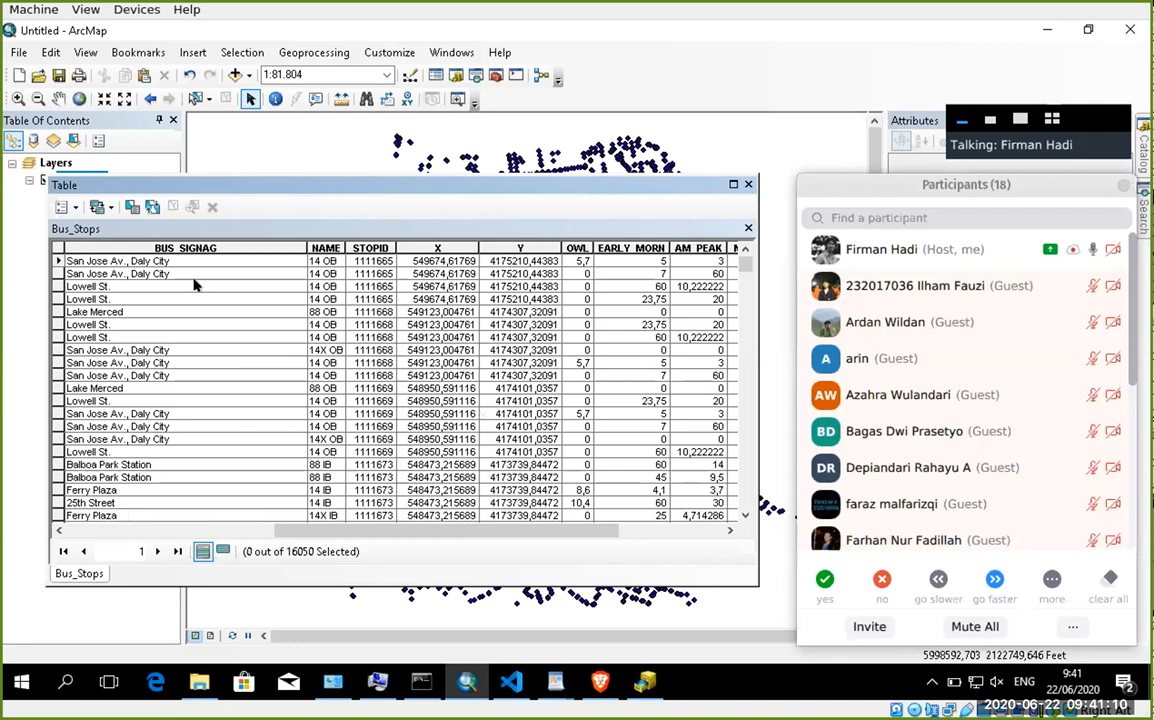 Machine View Devices Help
Untitled - ArcMap
File Edit View Bookmarks Insert Selection Geoprocessing Customize Windows Help
1:81.804
Table Of Contents
Layers
Attributes
Catalog
Search
Talking: Firman Hadi
Table
Bus_Stops
BUS_SIGNAG NAME STOPID X Y OWL EARLY_MORN AM_PEAK
San Jose Av., Daly City 14 OB 1111665 549674,61769 4175210,44383 5,7 5 3
San Jose Av., Daly City 14 OB 1111665 549674,61769 4175210,44383 0 7 60
Lowell St. 14 OB 1111665 549674,61769 4175210,44383 0 60 10,222222
Lowell St. 14 OB 1111665 549674,61769 4175210,44383 0 23,75 20
Lake Merced 88 OB 1111668 549123,004761 4174307,32091 0 0 0
Lowell St. 14 OB 1111668 549123,004761 4174307,32091 0 23,75 20
Lowell St. 14 OB 1111668 549123,004761 4174307,32091 0 60 10,222222
San Jose Av., Daly City 14X OB 1111668 549123,004761 4174307,32091 0 0 0
San Jose Av., Daly City 14 OB 1111668 549123,004761 4174307,32091 5,7 5 3
San Jose Av., Daly City 14 OB 1111668 549123,004761 4174307,32091 0 7 60
Lake Merced 88 OB 1111669 548950,591116 4174101,0357 0 0 0
Lowell St. 14 OB 1111669 548950,591116 4174101,0357 0 23,75 20
San Jose Av., Daly City 14 OB 1111669 548950,591116 4174101,0357 5,7 5 3
San Jose Av., Daly City 14 OB 1111669 548950,591116 4174101,0357 0 7 60
San Jose Av., Daly City 14X OB 1111669 548950,591116 4174101,0357 0 0 0
Lowell St. 14 OB 1111669 548950,591116 4174101,0357 0 60 10,222222
Balboa Park Station 88 IB 1111673 548473,215689 4173739,84472 0 60 14
Balboa Park Station 88 IB 1111673 548473,215689 4173739,84472 0 45 9,5
Ferry Plaza 14 IB 1111673 548473,215689 4173739,84472 8,6 4,1 3,7
25th Street 14 IB 1111673 548473,215689 4173739,84472 10,4 60 30
Ferry Plaza 14X IB 1111673 548473,215689 4173739,84472 0 25 4,714286
1 (0 out of 16050 Selected)
Bus_Stops
Participants (18)
Find a participant
Firman Hadi (Host, me)
232017036 Ilham Fauzi (Guest)
Ardan Wildan (Guest)
A arin (Guest)
AW Azahra Wulandari (Guest)
BD Bagas Dwi Prasetyo (Guest)
DR Depiandari Rahayu A (Guest)
faraz malfarizqi (Guest)
Farhan Nur Fadillah (Guest)
yes no go slower go faster more clear all
Invite Mute All ...
5998592,703 2122749,646 Feet
ENG
9:41
22/06/2020
2
2020-06-22 09:41:10